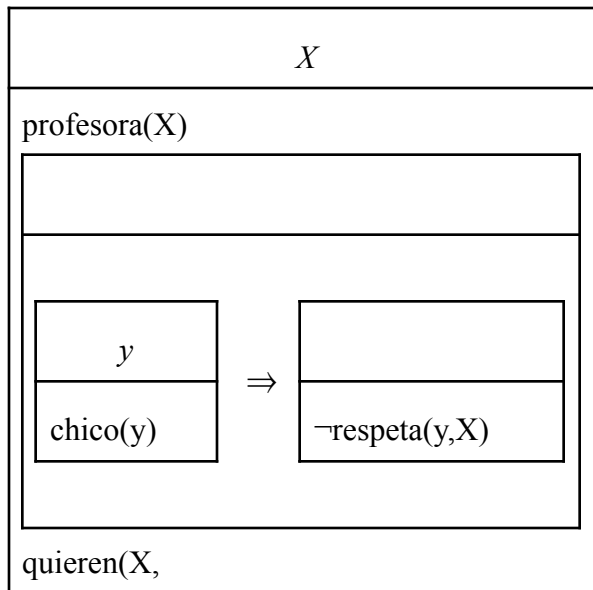 X
profesora(X)
y
⇒
chico(y)
¬respeta(y,X)
quieren(X,